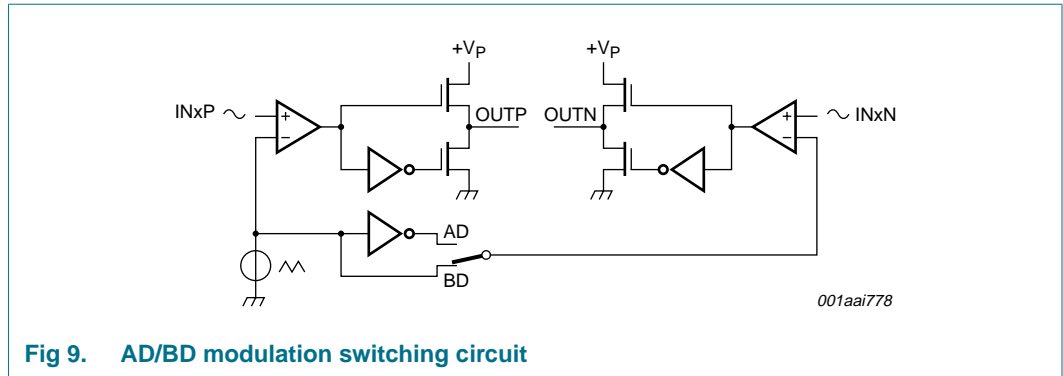 +VP +VP
INxP + OUTP OUTN + INxN
− −
AD
BD
001aai778
Fig 9. AD/BD modulation switching circuit